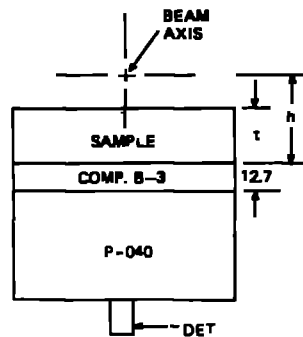 BEAM
AXIS
h
t
SAMPLE
COMP. B-3
12.7
P-040
DET